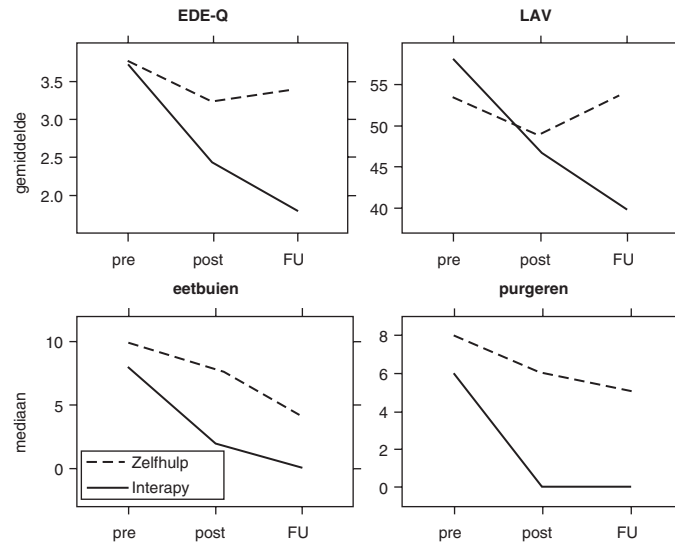 EDE-Q
LAV
gemiddelde
3.5
3.0
2.5
2.0
55
50
45
40
pre post FU
pre post FU
eetbuien
purgeren
mediaan
10
5
0
8
6
4
2
0
Zelfhulp
Interapy
pre post FU
pre post FU